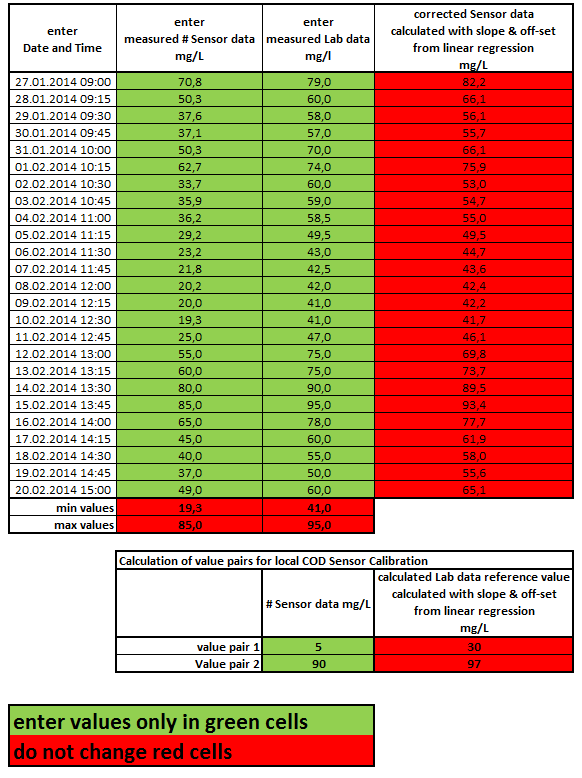 enter
Date and Time
enter
measured # Sensor data
mg/L
enter
measured Lab data
mg/l
corrected Sensor data
calculated with slope & off-set
from linear regression
mg/L
27.01.2014 09:00 70,8 79,0 82,2
28.01.2014 09:15 50,3 60,0 66,1
29.01.2014 09:30 37,6 58,0 56,1
30.01.2014 09:45 37,1 57,0 55,7
31.01.2014 10:00 50,3 70,0 66,1
01.02.2014 10:15 62,7 74,0 75,9
02.02.2014 10:30 33,7 60,0 53,0
03.02.2014 10:45 35,9 59,0 54,7
04.02.2014 11:00 36,2 58,5 55,0
05.02.2014 11:15 29,2 49,5 49,5
06.02.2014 11:30 23,2 43,0 44,7
07.02.2014 11:45 21,8 42,5 43,6
08.02.2014 12:00 20,2 42,0 42,4
09.02.2014 12:15 20,0 41,0 42,2
10.02.2014 12:30 19,3 41,0 41,7
11.02.2014 12:45 25,0 47,0 46,1
12.02.2014 13:00 55,0 75,0 69,8
13.02.2014 13:15 60,0 75,0 73,7
14.02.2014 13:30 80,0 90,0 89,5
15.02.2014 13:45 85,0 95,0 93,4
16.02.2014 14:00 65,0 78,0 77,7
17.02.2014 14:15 45,0 60,0 61,9
18.02.2014 14:30 40,0 55,0 58,0
19.02.2014 14:45 37,0 50,0 55,6
20.02.2014 15:00 49,0 60,0 65,1
min values 19,3 41,0
max values 85,0 95,0
Calculation of value pairs for local COD Sensor Calibration
# Sensor data mg/L
calculated Lab data reference value
calculated with slope & off-set
from linear regression
mg/L
value pair 1 5 30
Value pair 2 90 97
enter values only in green cells
do not change red cells